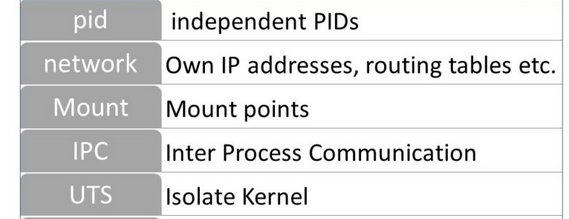 pid independent PIDs
network Own IP addresses, routing tables etc.
Mount Mount points
IPC Inter Process Communication
UTS Isolate Kernel